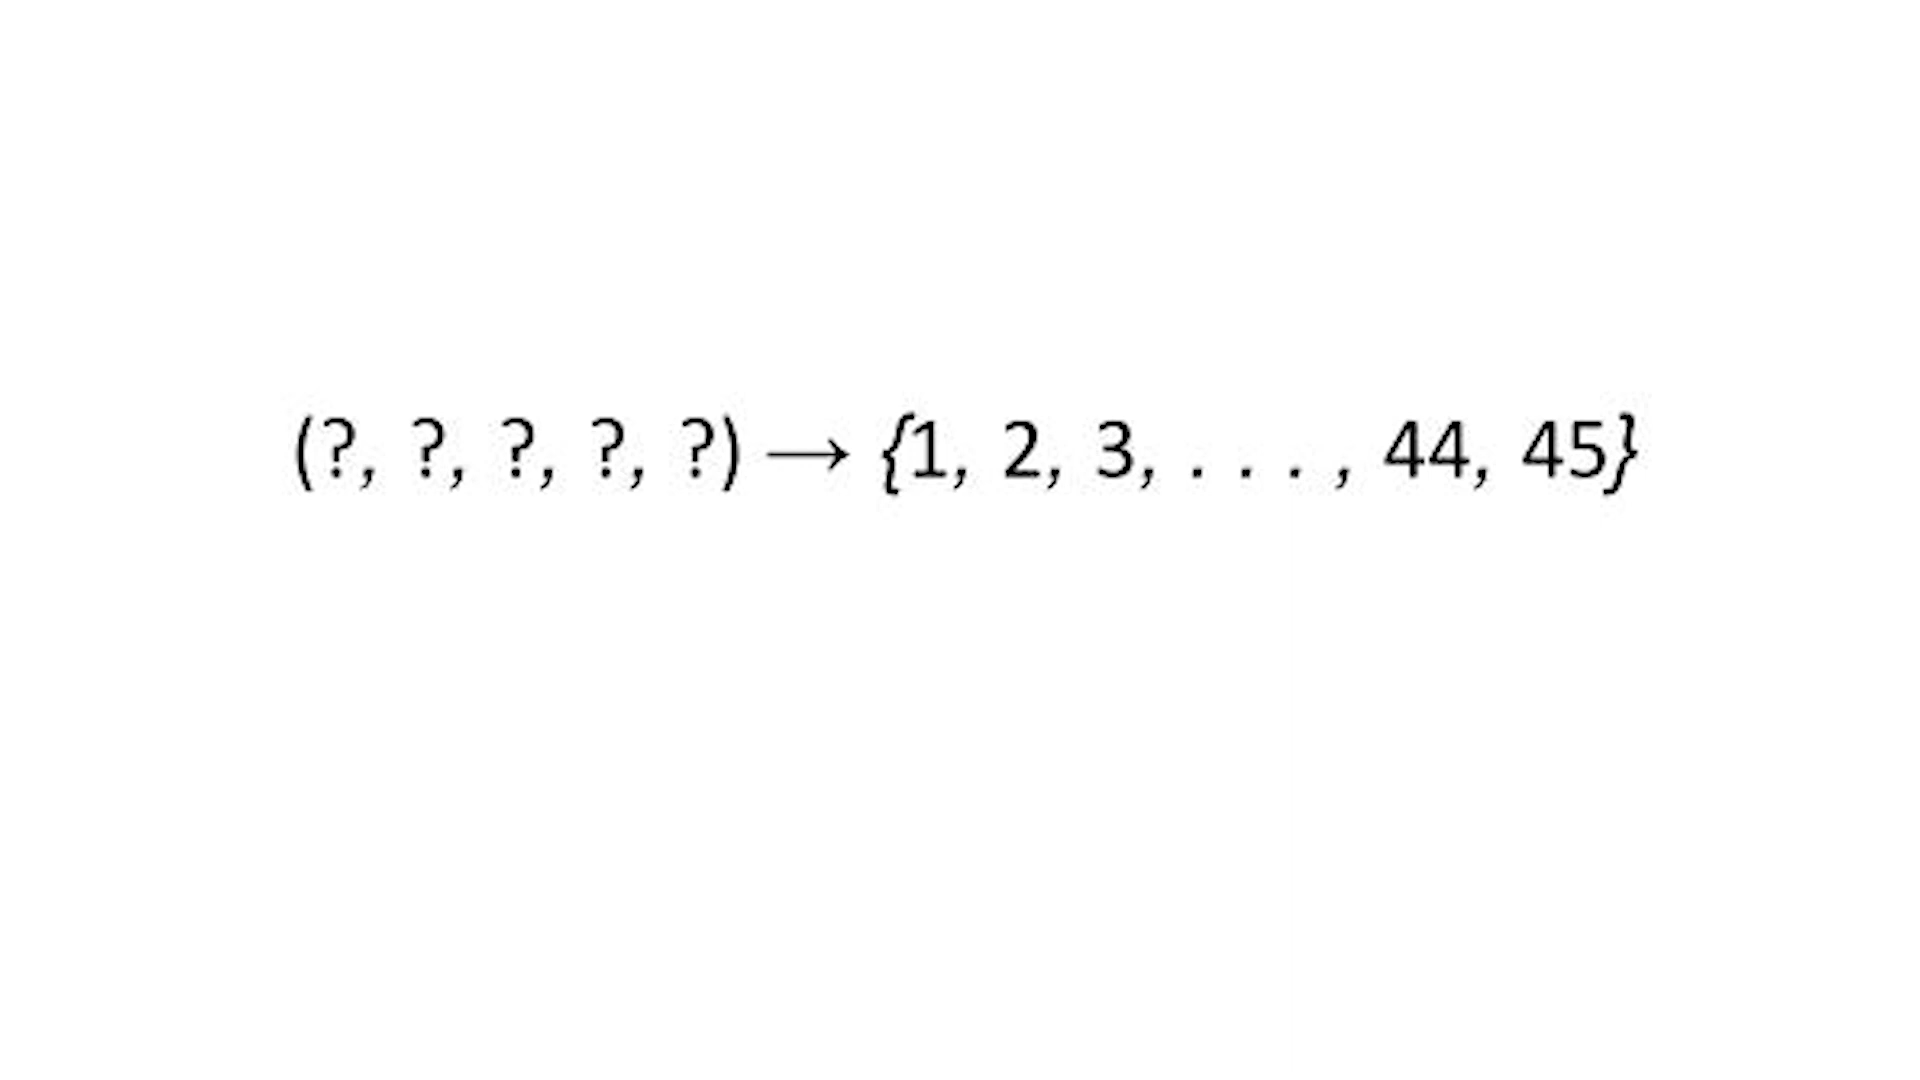 (?, ?, ?, ?, ?) → {1, 2, 3, . . . , 44, 45}